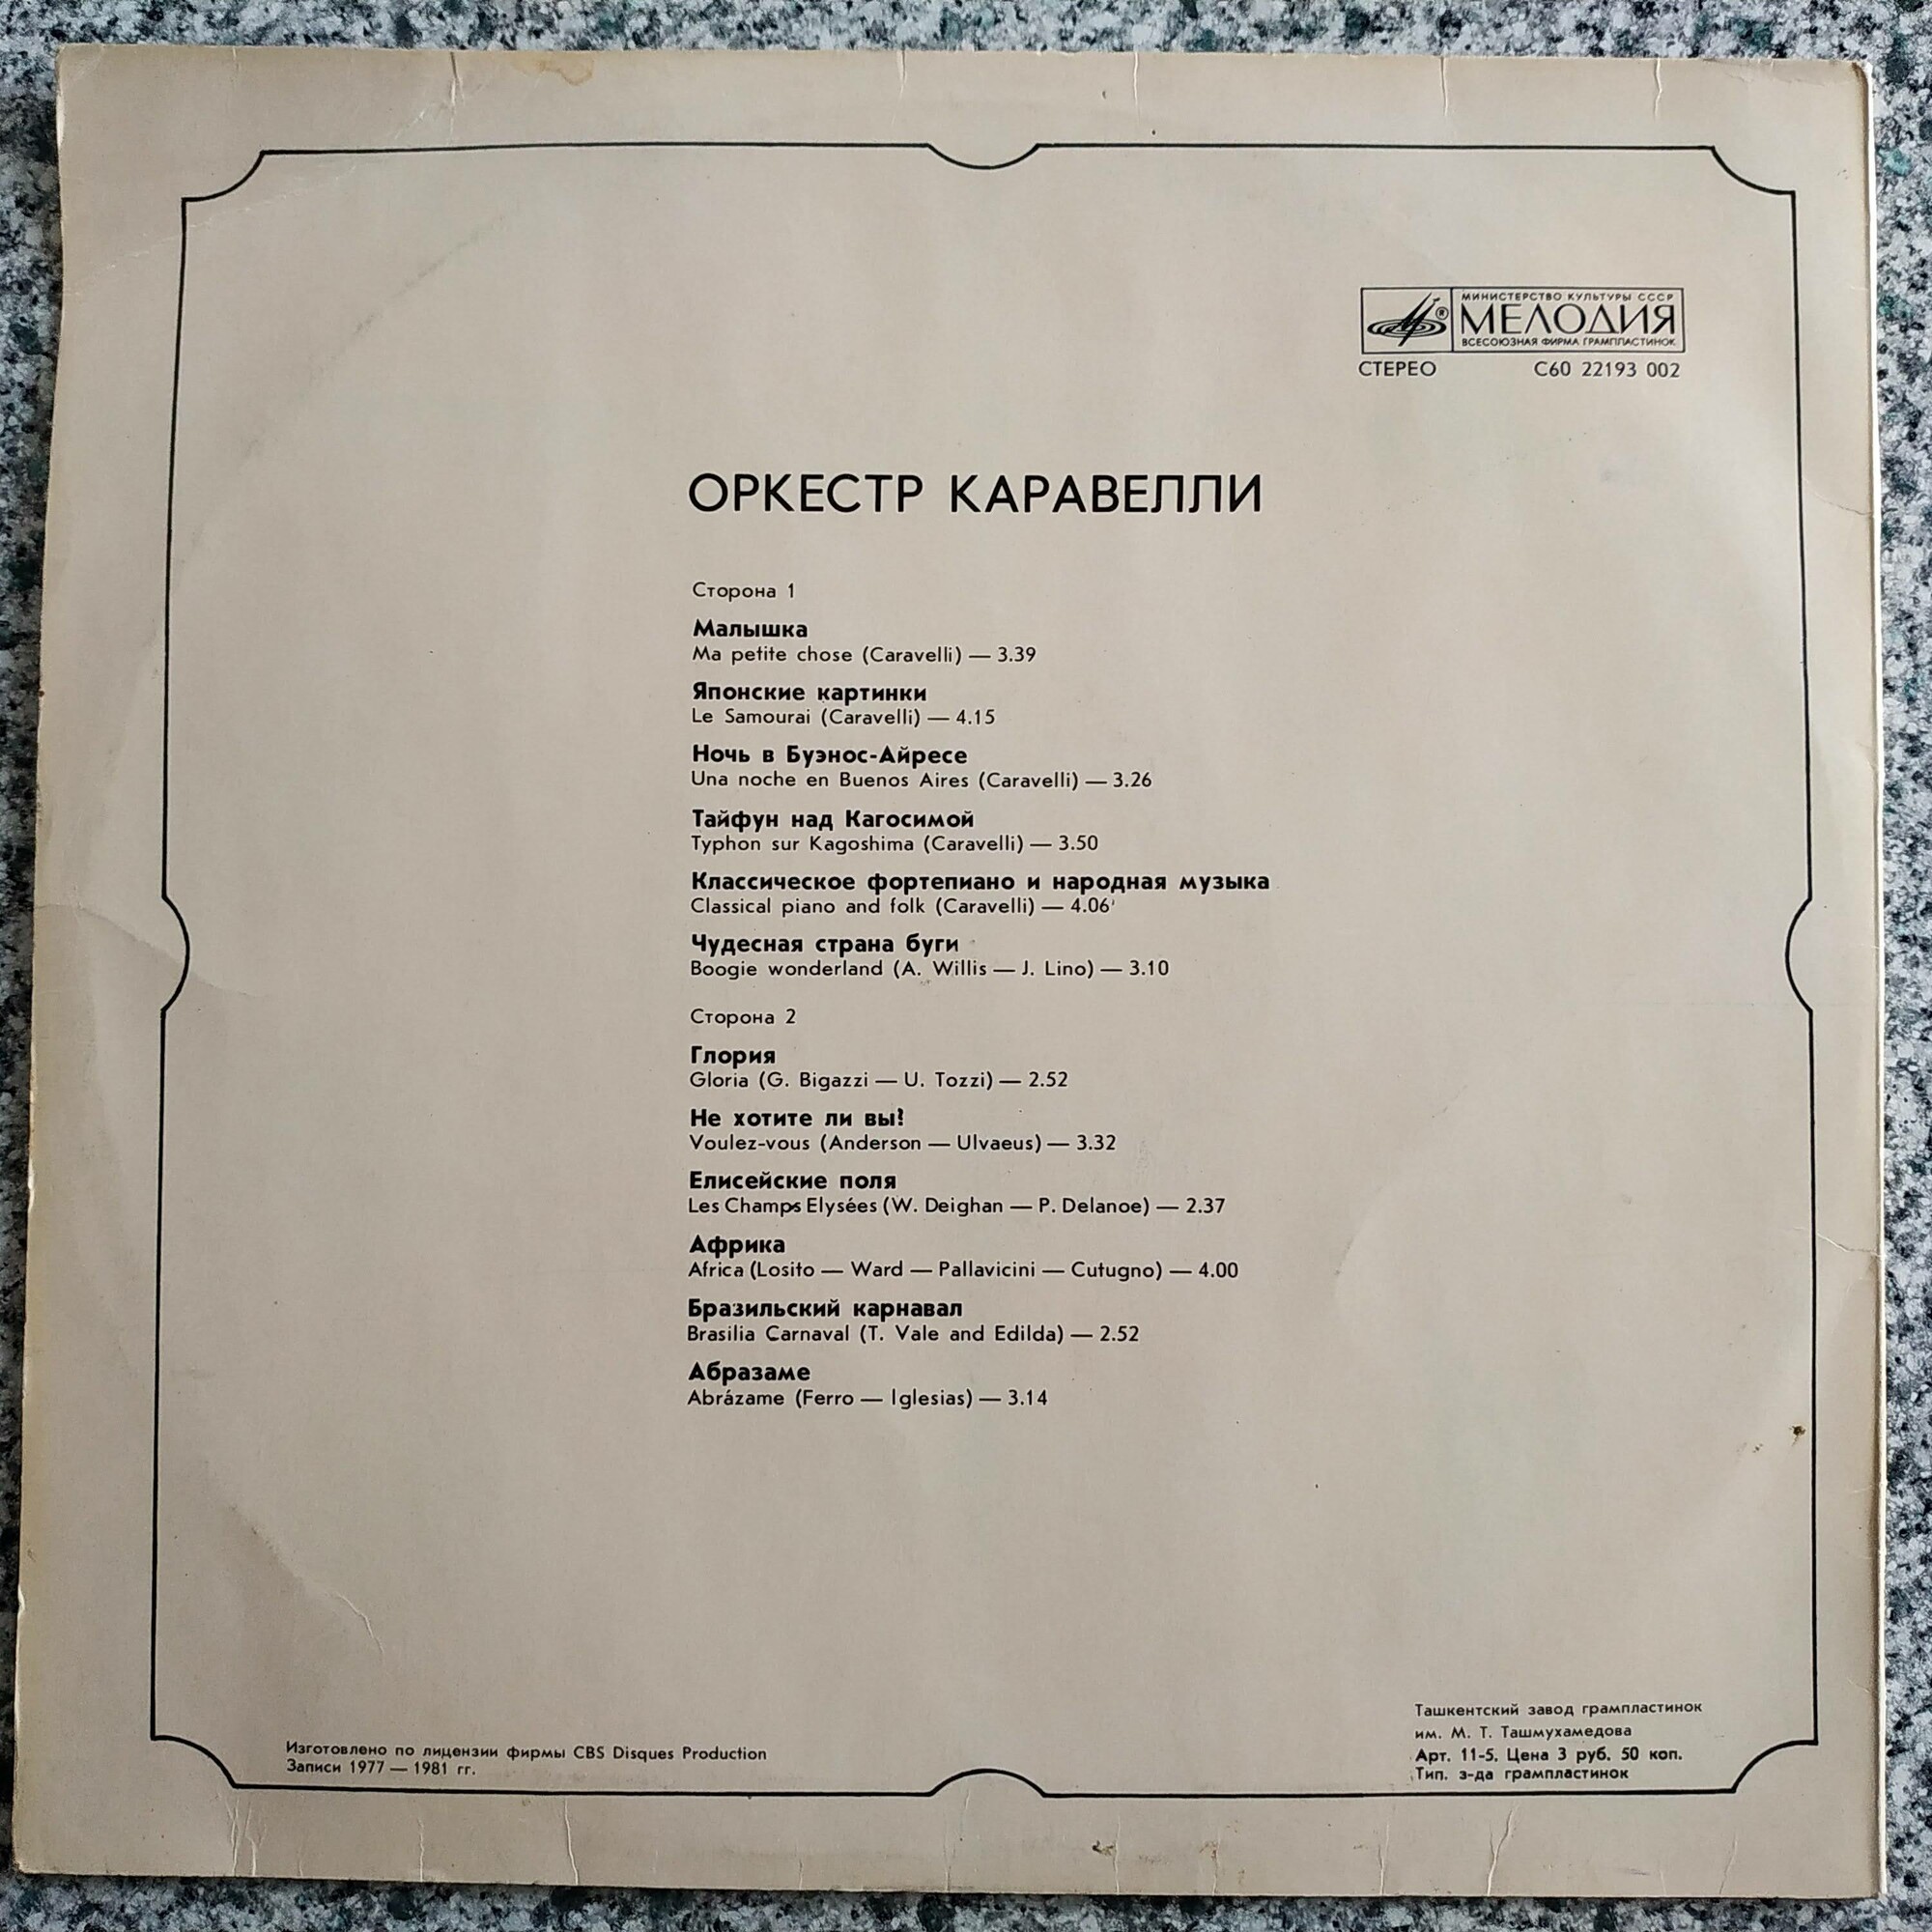 МИНИСТЕРСТВО КУЛЬТУРЫ СССР
МЕЛОДИЯ
ВСЕСОЮЗНАЯ ФИРМА ГРАМПЛАСТИНОК
СТЕРЕО C60 22193 002
ОРКЕСТР КАРАВЕЛЛИ
Сторона 1
Малышка
Ma petite chose (Caravelli) — 3.39
Японские картинки
Le Samourai (Caravelli) — 4.15
Ночь в Буэнос-Айресе
Una noche en Buenos Aires (Caravelli) — 3.26
Тайфун над Кагосимой
Typhon sur Kagoshima (Caravelli) — 3.50
Классическое фортепиано и народная музыка
Classical piano and folk (Caravelli) — 4.06
Чудесная страна буги
Boogie wonderland (A. Willis — J. Lino) — 3.10
Сторона 2
Глория
Gloria (G. Bigazzi — U. Tozzi) — 2.52
Не хотите ли вы?
Voulez-vous (Anderson — Ulvaeus) — 3.32
Елисейские поля
Les Champs Elysées (W. Deighan — P. Delanoe) — 2.37
Африка
Africa (Losito — Ward — Pallavicini — Cutugno) — 4.00
Бразильский карнавал
Brasilia Carnaval (T. Vale and Edilda) — 2.52
Абразаме
Abrázame (Ferro — Iglesias) — 3.14
Изготовлено по лицензии фирмы CBS Disques Production
Записи 1977 — 1981 гг.
Ташкентский завод грампластинок
им. М. Т. Ташмухамедова
Арт. 11-5. Цена 3 руб. 50 коп.
Тип. з-да грампластинок